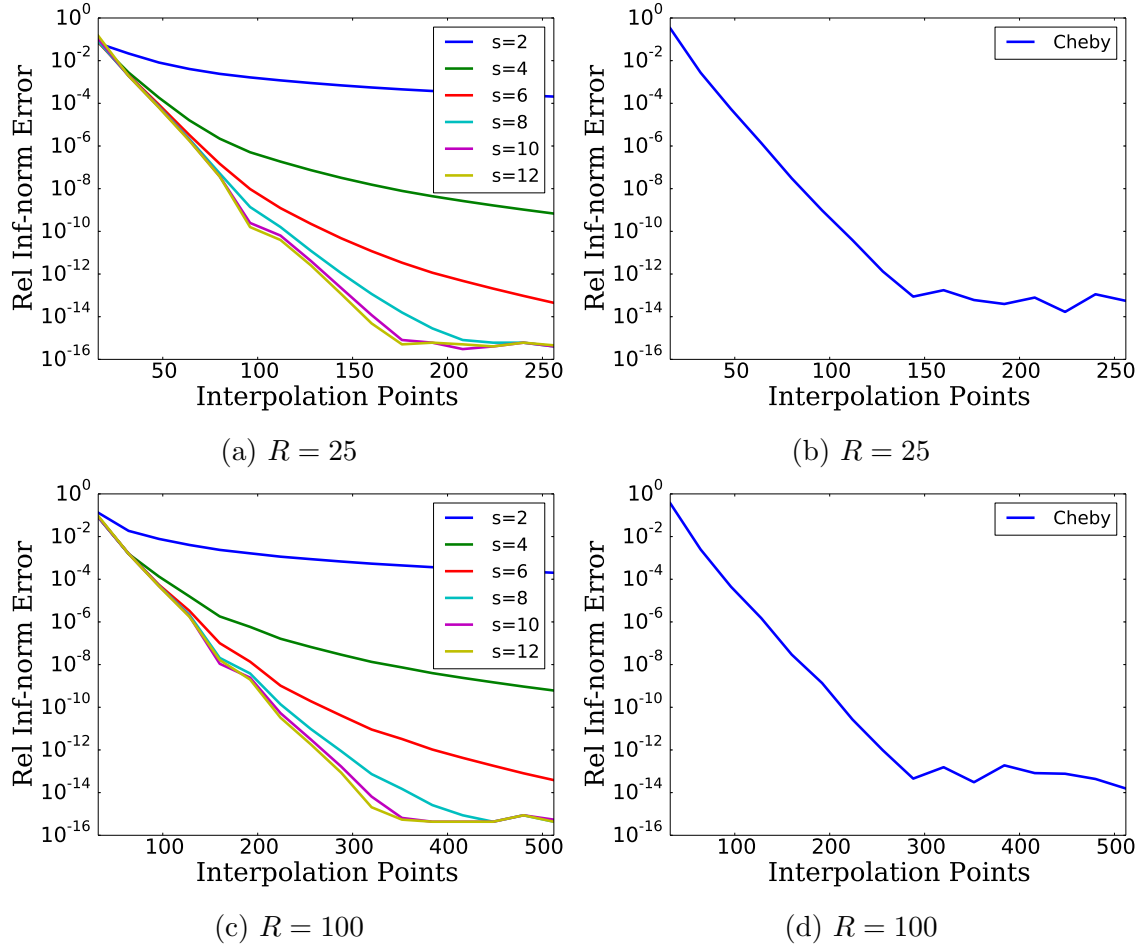 10^0
10^-2
10^-4
10^-6
10^-8
10^-10
10^-12
10^-14
10^-16
Rel Inf-norm Error
s=2
s=4
s=6
s=8
s=10
s=12
50 100 150 200 250
Interpolation Points
(a) R = 25
10^0
10^-2
10^-4
10^-6
10^-8
10^-10
10^-12
10^-14
10^-16
Rel Inf-norm Error
Cheby
50 100 150 200 250
Interpolation Points
(b) R = 25
10^0
10^-2
10^-4
10^-6
10^-8
10^-10
10^-12
10^-14
10^-16
Rel Inf-norm Error
s=2
s=4
s=6
s=8
s=10
s=12
100 200 300 400 500
Interpolation Points
(c) R = 100
10^0
10^-2
10^-4
10^-6
10^-8
10^-10
10^-12
10^-14
10^-16
Rel Inf-norm Error
Cheby
100 200 300 400 500
Interpolation Points
(d) R = 100